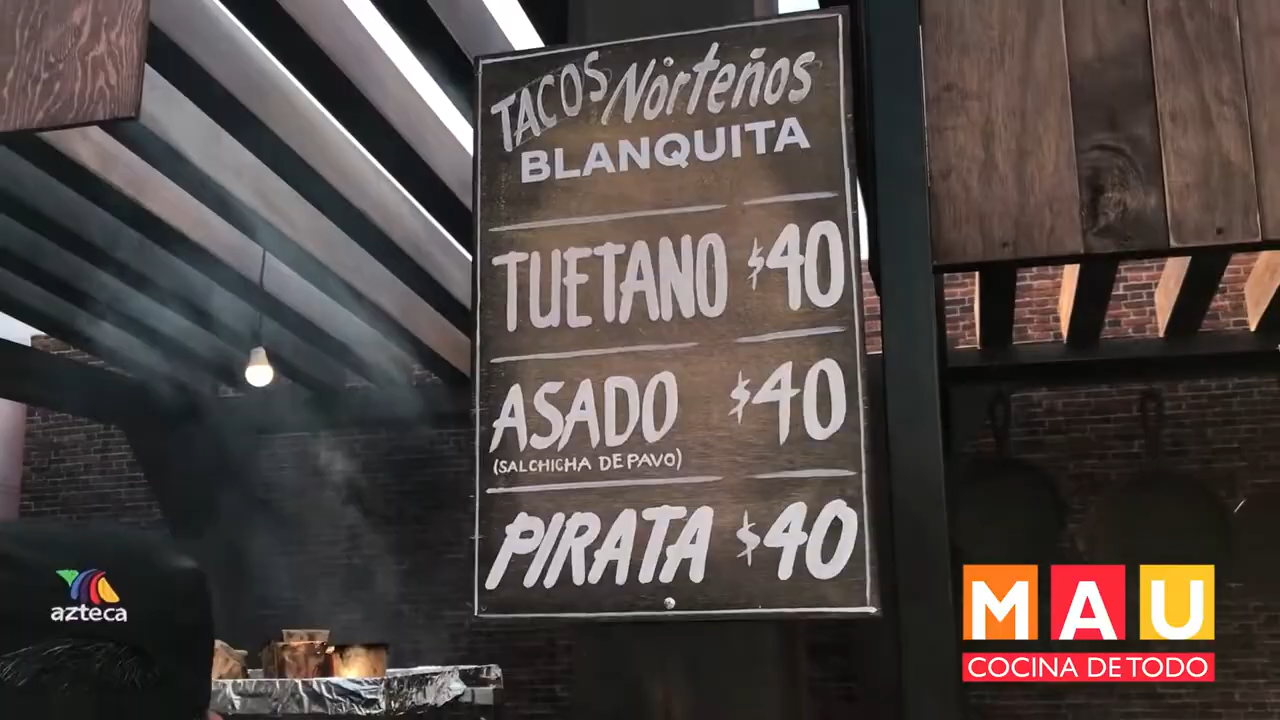 TACOS Norteños
BLANQUITA
TUETANO $40
ASADO $40
(SALCHICHA DE PAVO)
PIRATA $40
azteca
MAU
COCINA DE TODO